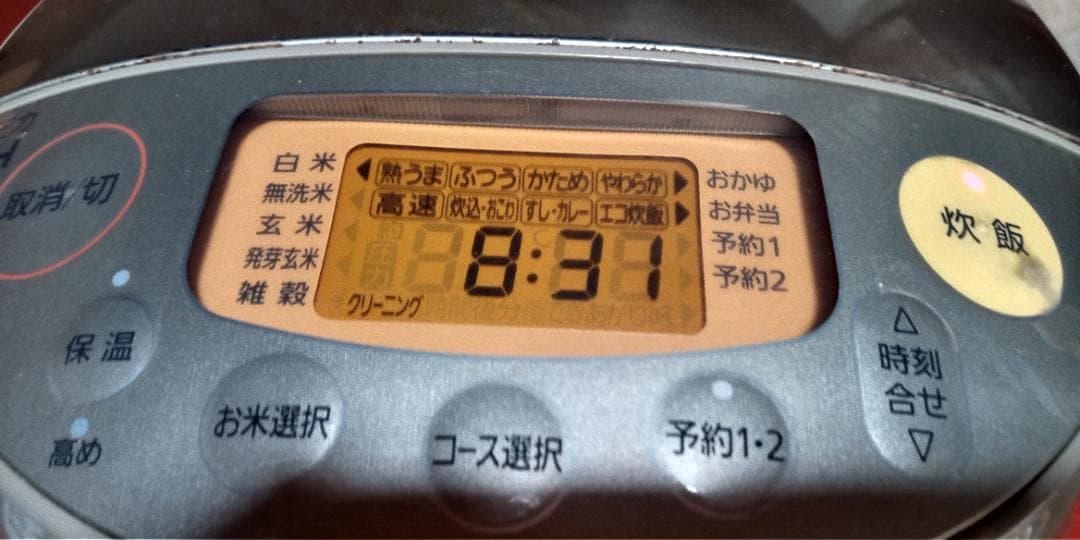 取消/切
白米
無洗米
玄米
発芽玄米
雑穀
熟うま ふつう かため やわらか
高速 炊込・おこわ すし・カレー エコ炊飯
8:31
クリーニング
おかゆ
お弁当
予約1
予約2
炊飯
保温
高め
お米選択
コース選択
予約1・2
時刻
合せ